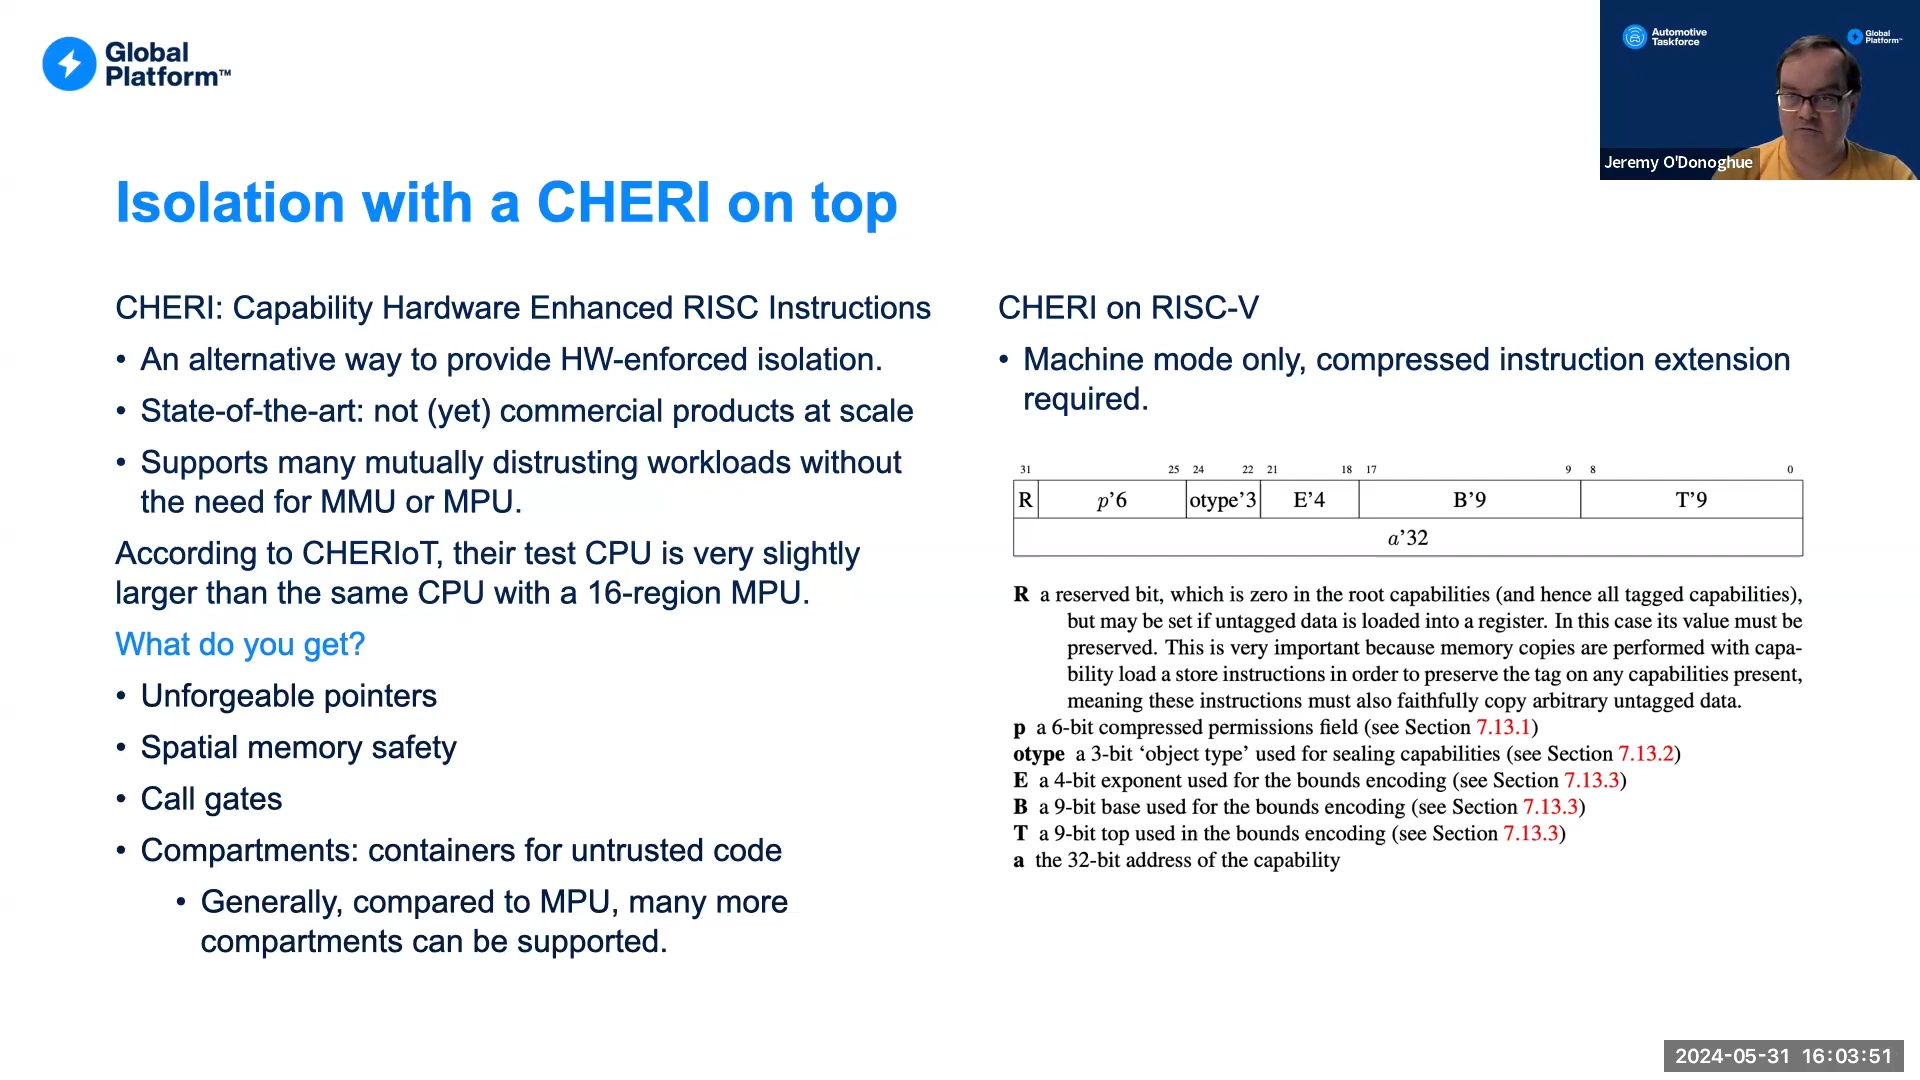 Global
Platform™
Automotive
Taskforce
Global
Platform™
Jeremy O'Donoghue
Isolation with a CHERI on top
CHERI: Capability Hardware Enhanced RISC Instructions
• An alternative way to provide HW-enforced isolation.
• State-of-the-art: not (yet) commercial products at scale
• Supports many mutually distrusting workloads without
the need for MMU or MPU.
According to CHERIoT, their test CPU is very slightly
larger than the same CPU with a 16-region MPU.
What do you get?
• Unforgeable pointers
• Spatial memory safety
• Call gates
• Compartments: containers for untrusted code
• Generally, compared to MPU, many more
compartments can be supported.
CHERI on RISC-V
• Machine mode only, compressed instruction extension
required.
31 25 24 22 21 18 17 9 8 0
R p’6 otype’3 E’4 B’9 T’9
a’32
R a reserved bit, which is zero in the root capabilities (and hence all tagged capabilities),
but may be set if untagged data is loaded into a register. In this case its value must be
preserved. This is very important because memory copies are performed with capa-
bility load a store instructions in order to preserve the tag on any capabilities present,
meaning these instructions must also faithfully copy arbitrary untagged data.
p a 6-bit compressed permissions field (see Section 7.13.1)
otype a 3-bit ‘object type’ used for sealing capabilities (see Section 7.13.2)
E a 4-bit exponent used for the bounds encoding (see Section 7.13.3)
B a 9-bit base used for the bounds encoding (see Section 7.13.3)
T a 9-bit top used in the bounds encoding (see Section 7.13.3)
a the 32-bit address of the capability
2024-05-31 16:03:51